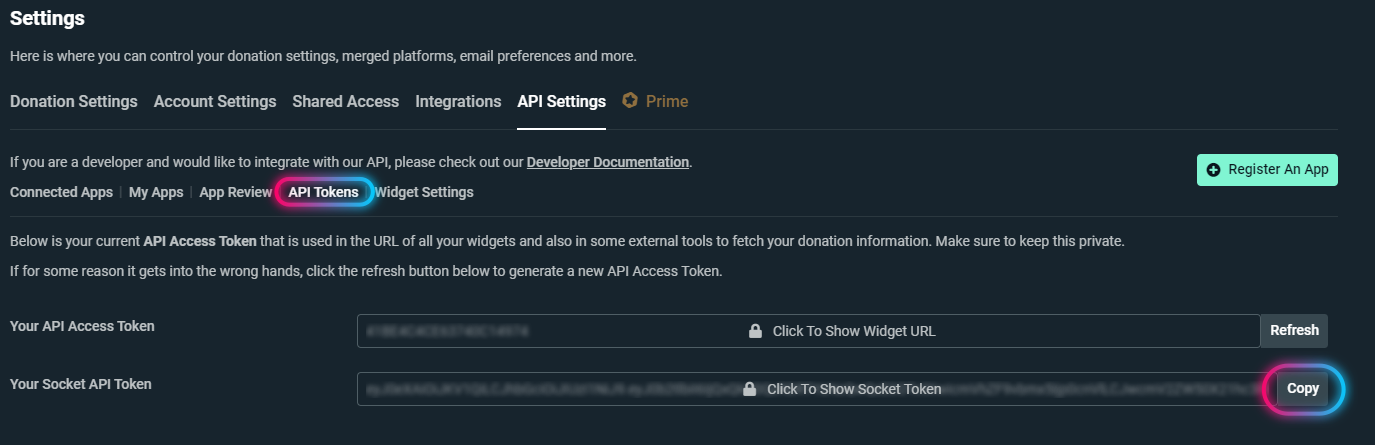 Settings
Here is where you can control your donation settings, merged platforms, email preferences and more.
Donation Settings Account Settings Shared Access Integrations API Settings Prime
If you are a developer and would like to integrate with our API, please check out our Developer Documentation.
Register An App
Connected Apps | My Apps | App Review API Tokens Widget Settings
Below is your current API Access Token that is used in the URL of all your widgets and also in some external tools to fetch your donation information. Make sure to keep this private.
If for some reason it gets into the wrong hands, click the refresh button below to generate a new API Access Token.
Your API Access Token Click To Show Widget URL Refresh
Your Socket API Token Click To Show Socket Token Copy